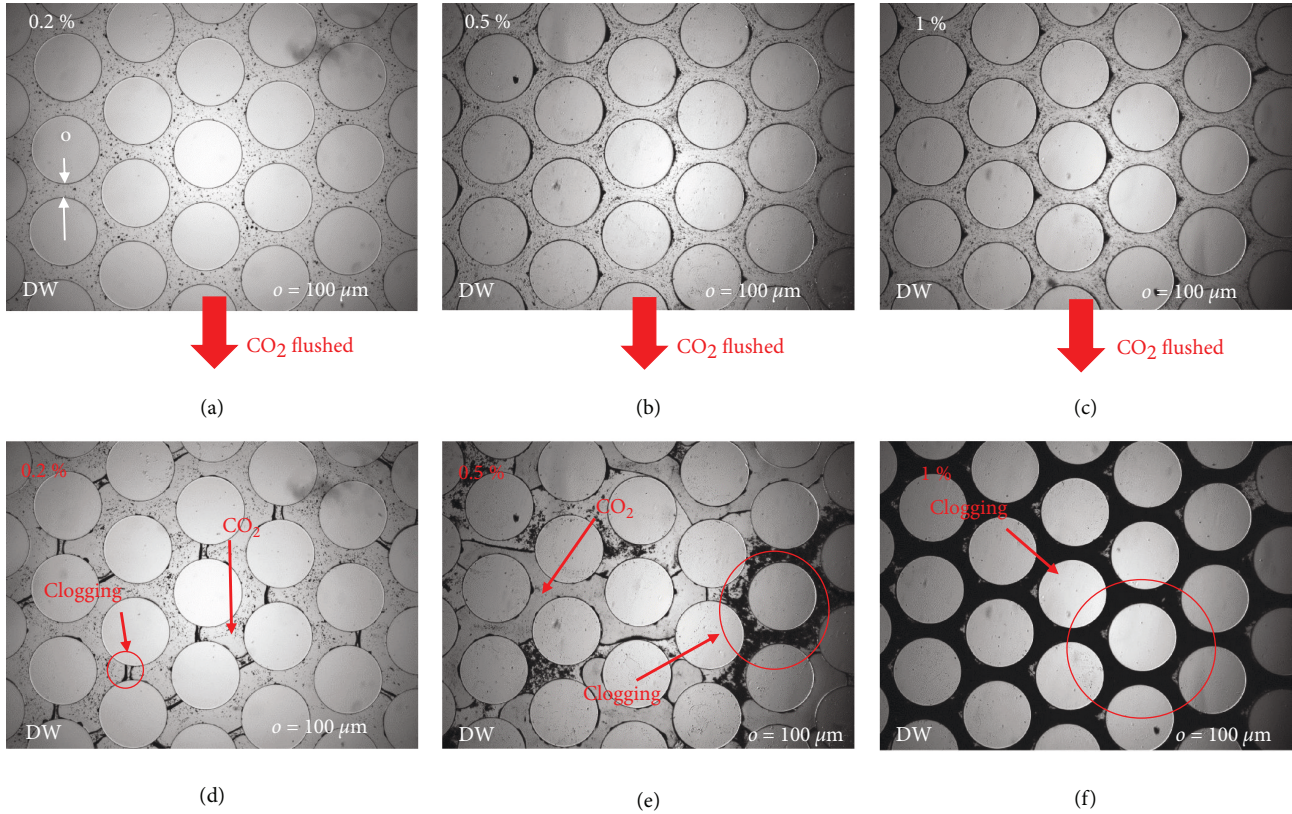 0.2 %
o
DW
o = 100 μm
CO2 flushed
(a)
0.5 %
DW
o = 100 μm
CO2 flushed
(b)
1 %
DW
o = 100 μm
CO2 flushed
(c)
0.2 %
CO2
Clogging
DW
o = 100 μm
(d)
0.5 %
CO2
Clogging
DW
o = 100 μm
(e)
1 %
Clogging
DW
o = 100 μm
(f)